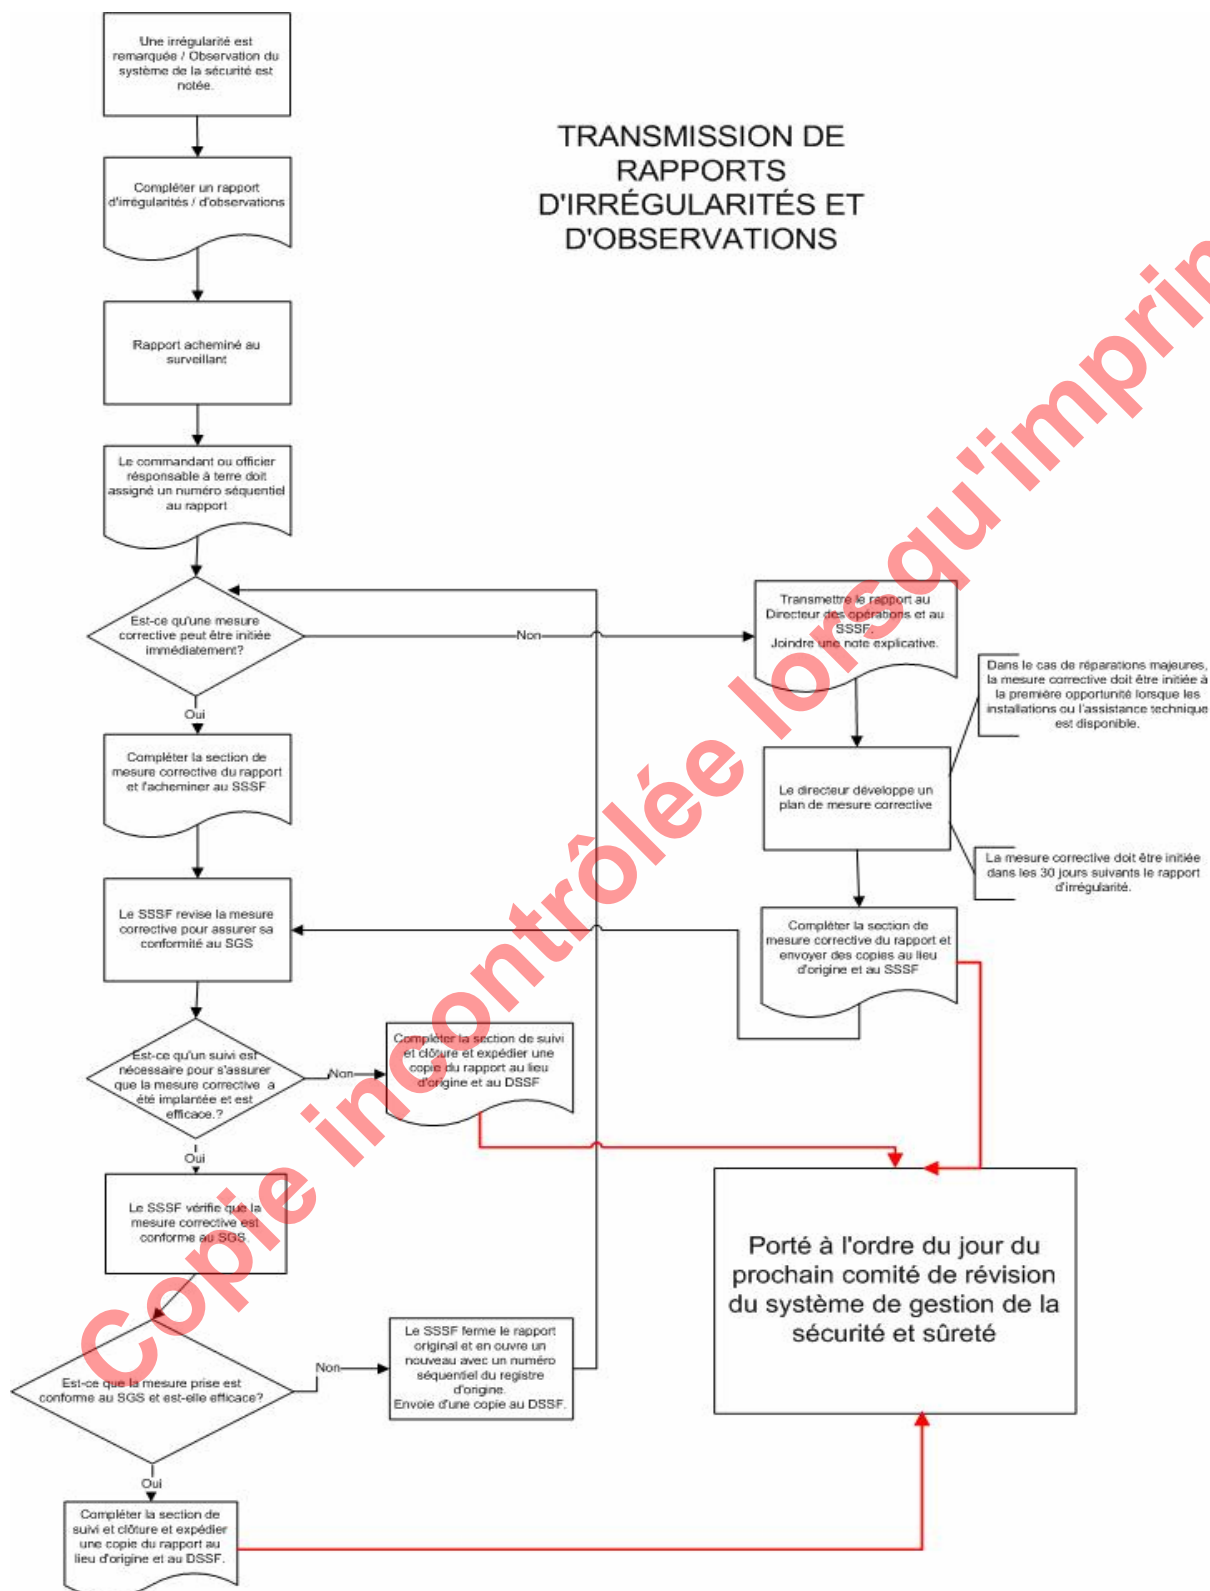 Une irrégularité est
remarquée / Observation du
système de la sécurité est
notée.
TRANSMISSION DE
RAPPORTS
D'IRRÉGULARITÉS ET
D'OBSERVATIONS
Compléter un rapport
d'irrégularités / d'observations
Rapport acheminé au
surveillant
Le commandant ou officier
résponsable à terre doit
assigné un numéro séquentiel
au rapport
Est-ce qu'une mesure
corrective peut être initiée
immédiatement?
Non
Transmettre le rapport au
Directeur des opérations et au
SSSF.
Joindre une note explicative.
Dans le cas de réparations majeures,
la mesure corrective doit être initiée à
la première opportunité lorsque les
installations ou l'assistance technique
est disponible.
Oui
Compléter la section de
mesure corrective du rapport
et l'acheminer au SSSF
Le directeur développe un
plan de mesure corrective
La mesure corrective doit être initiée
dans les 30 jours suivants le rapport
d'irrégularité.
Le SSSF revise la mesure
corrective pour assurer sa
conformité au SGS
Compléter la section de
mesure corrective du rapport et
envoyer des copies au lieu
d'origine et au SSSF
Est-ce qu'un suivi est
nécessaire pour s'assurer
que la mesure corrective a
été implantée et est
efficace.?
Non
Compléter la section de suivi
et clôture et expédier une
copie du rapport au lieu
d'origine et au DSSF
Oui
Le SSSF vérifie que la
mesure corrective est
conforme au SGS.
Porté à l'ordre du jour du
prochain comité de révision
du système de gestion de la
sécurité et sûreté
Est-ce que la mesure prise est
conforme au SGS et est-elle efficace?
Non
Le SSSF ferme le rapport
original et en ouvre un
nouveau avec un numéro
séquentiel du registre
d'origine.
Envoie d'une copie au DSSF.
Oui
Compléter la section de
suivi et clôture et expédier
une copie du rapport au
lieu d'origine et au DSSF.
Copie incontrôlée lorsqu'imprim